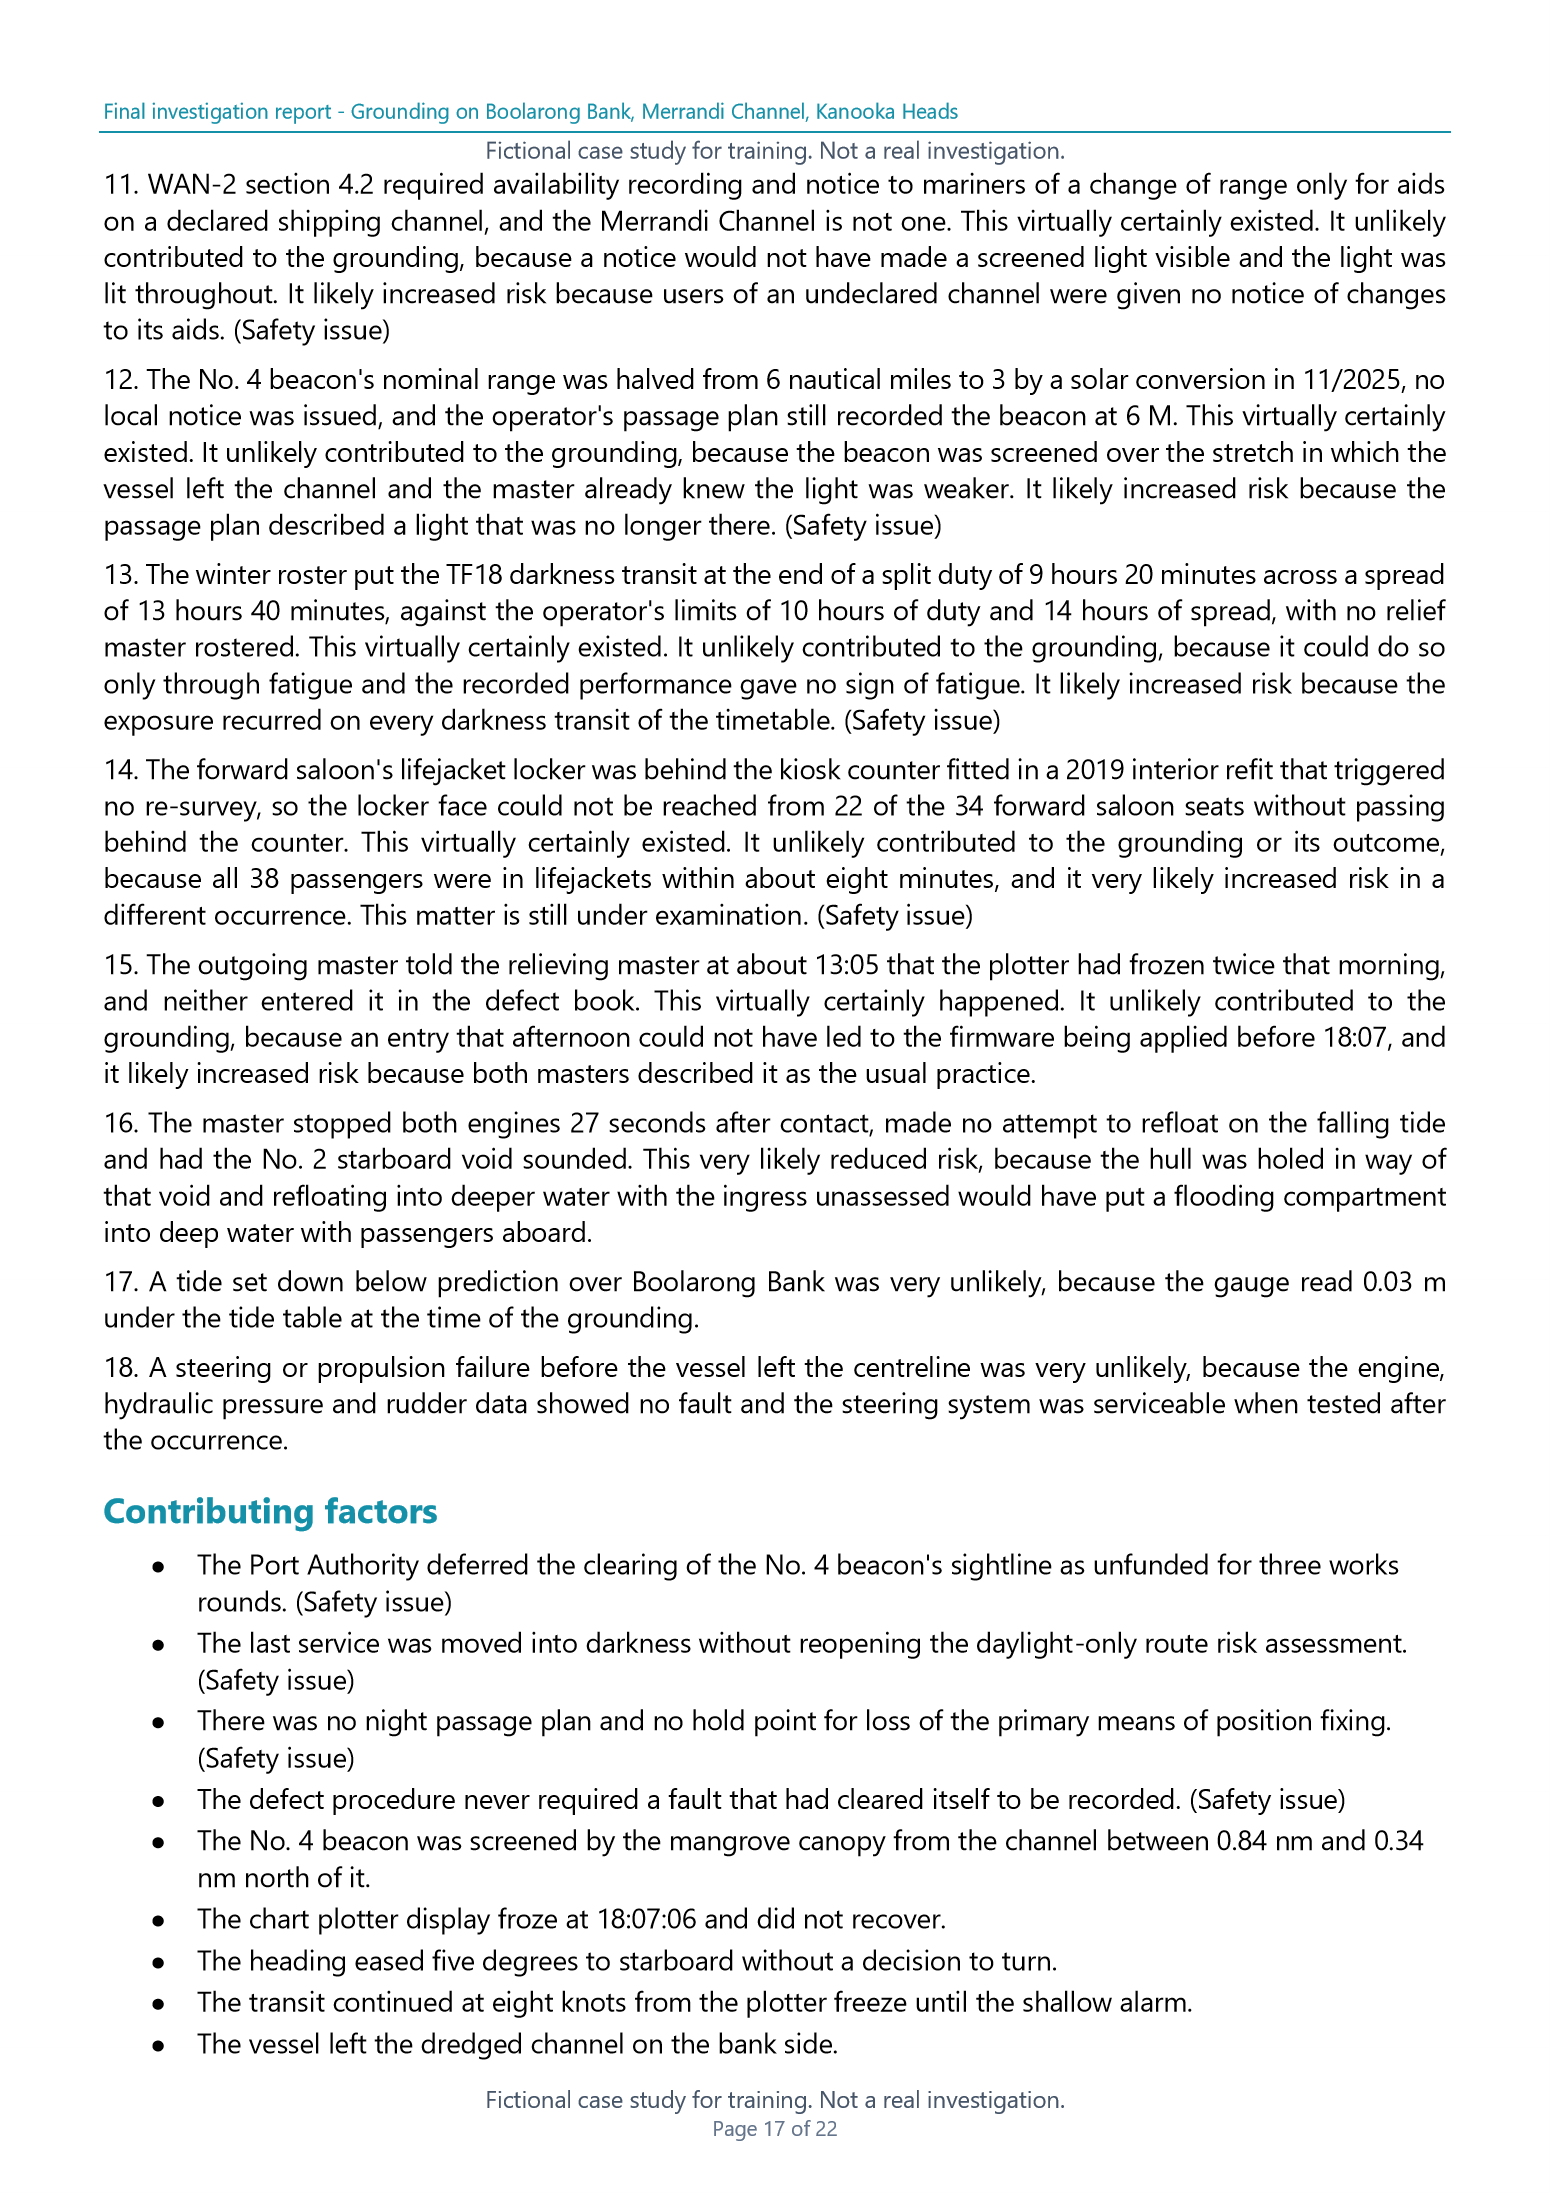 Final investigation report - Grounding on Boolarong Bank, Merrandi Channel, Kanooka Heads
Fictional case study for training. Not a real investigation.
11. WAN-2 section 4.2 required availability recording and notice to mariners of a change of range only for aids
on a declared shipping channel, and the Merrandi Channel is not one. This virtually certainly existed. It unlikely
contributed to the grounding, because a notice would not have made a screened light visible and the light was
lit throughout. It likely increased risk because users of an undeclared channel were given no notice of changes
to its aids. (Safety issue)
12. The No. 4 beacon's nominal range was halved from 6 nautical miles to 3 by a solar conversion in 11/2025, no
local notice was issued, and the operator's passage plan still recorded the beacon at 6 M. This virtually certainly
existed. It unlikely contributed to the grounding, because the beacon was screened over the stretch in which the
vessel left the channel and the master already knew the light was weaker. It likely increased risk because the
passage plan described a light that was no longer there. (Safety issue)
13. The winter roster put the TF18 darkness transit at the end of a split duty of 9 hours 20 minutes across a spread
of 13 hours 40 minutes, against the operator's limits of 10 hours of duty and 14 hours of spread, with no relief
master rostered. This virtually certainly existed. It unlikely contributed to the grounding, because it could do so
only through fatigue and the recorded performance gave no sign of fatigue. It likely increased risk because the
exposure recurred on every darkness transit of the timetable. (Safety issue)
14. The forward saloon's lifejacket locker was behind the kiosk counter fitted in a 2019 interior refit that triggered
no re-survey, so the locker face could not be reached from 22 of the 34 forward saloon seats without passing
behind the counter. This virtually certainly existed. It unlikely contributed to the grounding or its outcome,
because all 38 passengers were in lifejackets within about eight minutes, and it very likely increased risk in a
different occurrence. This matter is still under examination. (Safety issue)
15. The outgoing master told the relieving master at about 13:05 that the plotter had frozen twice that morning,
and neither entered it in the defect book. This virtually certainly happened. It unlikely contributed to the
grounding, because an entry that afternoon could not have led to the firmware being applied before 18:07, and
it likely increased risk because both masters described it as the usual practice.
16. The master stopped both engines 27 seconds after contact, made no attempt to refloat on the falling tide
and had the No. 2 starboard void sounded. This very likely reduced risk, because the hull was holed in way of
that void and refloating into deeper water with the ingress unassessed would have put a flooding compartment
into deep water with passengers aboard.
17. A tide set down below prediction over Boolarong Bank was very unlikely, because the gauge read 0.03 m
under the tide table at the time of the grounding.
18. A steering or propulsion failure before the vessel left the centreline was very unlikely, because the engine,
hydraulic pressure and rudder data showed no fault and the steering system was serviceable when tested after
the occurrence.
Contributing factors
● The Port Authority deferred the clearing of the No. 4 beacon's sightline as unfunded for three works
rounds. (Safety issue)
● The last service was moved into darkness without reopening the daylight-only route risk assessment.
(Safety issue)
● There was no night passage plan and no hold point for loss of the primary means of position fixing.
(Safety issue)
● The defect procedure never required a fault that had cleared itself to be recorded. (Safety issue)
● The No. 4 beacon was screened by the mangrove canopy from the channel between 0.84 nm and 0.34
nm north of it.
● The chart plotter display froze at 18:07:06 and did not recover.
● The heading eased five degrees to starboard without a decision to turn.
● The transit continued at eight knots from the plotter freeze until the shallow alarm.
● The vessel left the dredged channel on the bank side.
Fictional case study for training. Not a real investigation.
Page 17 of 22